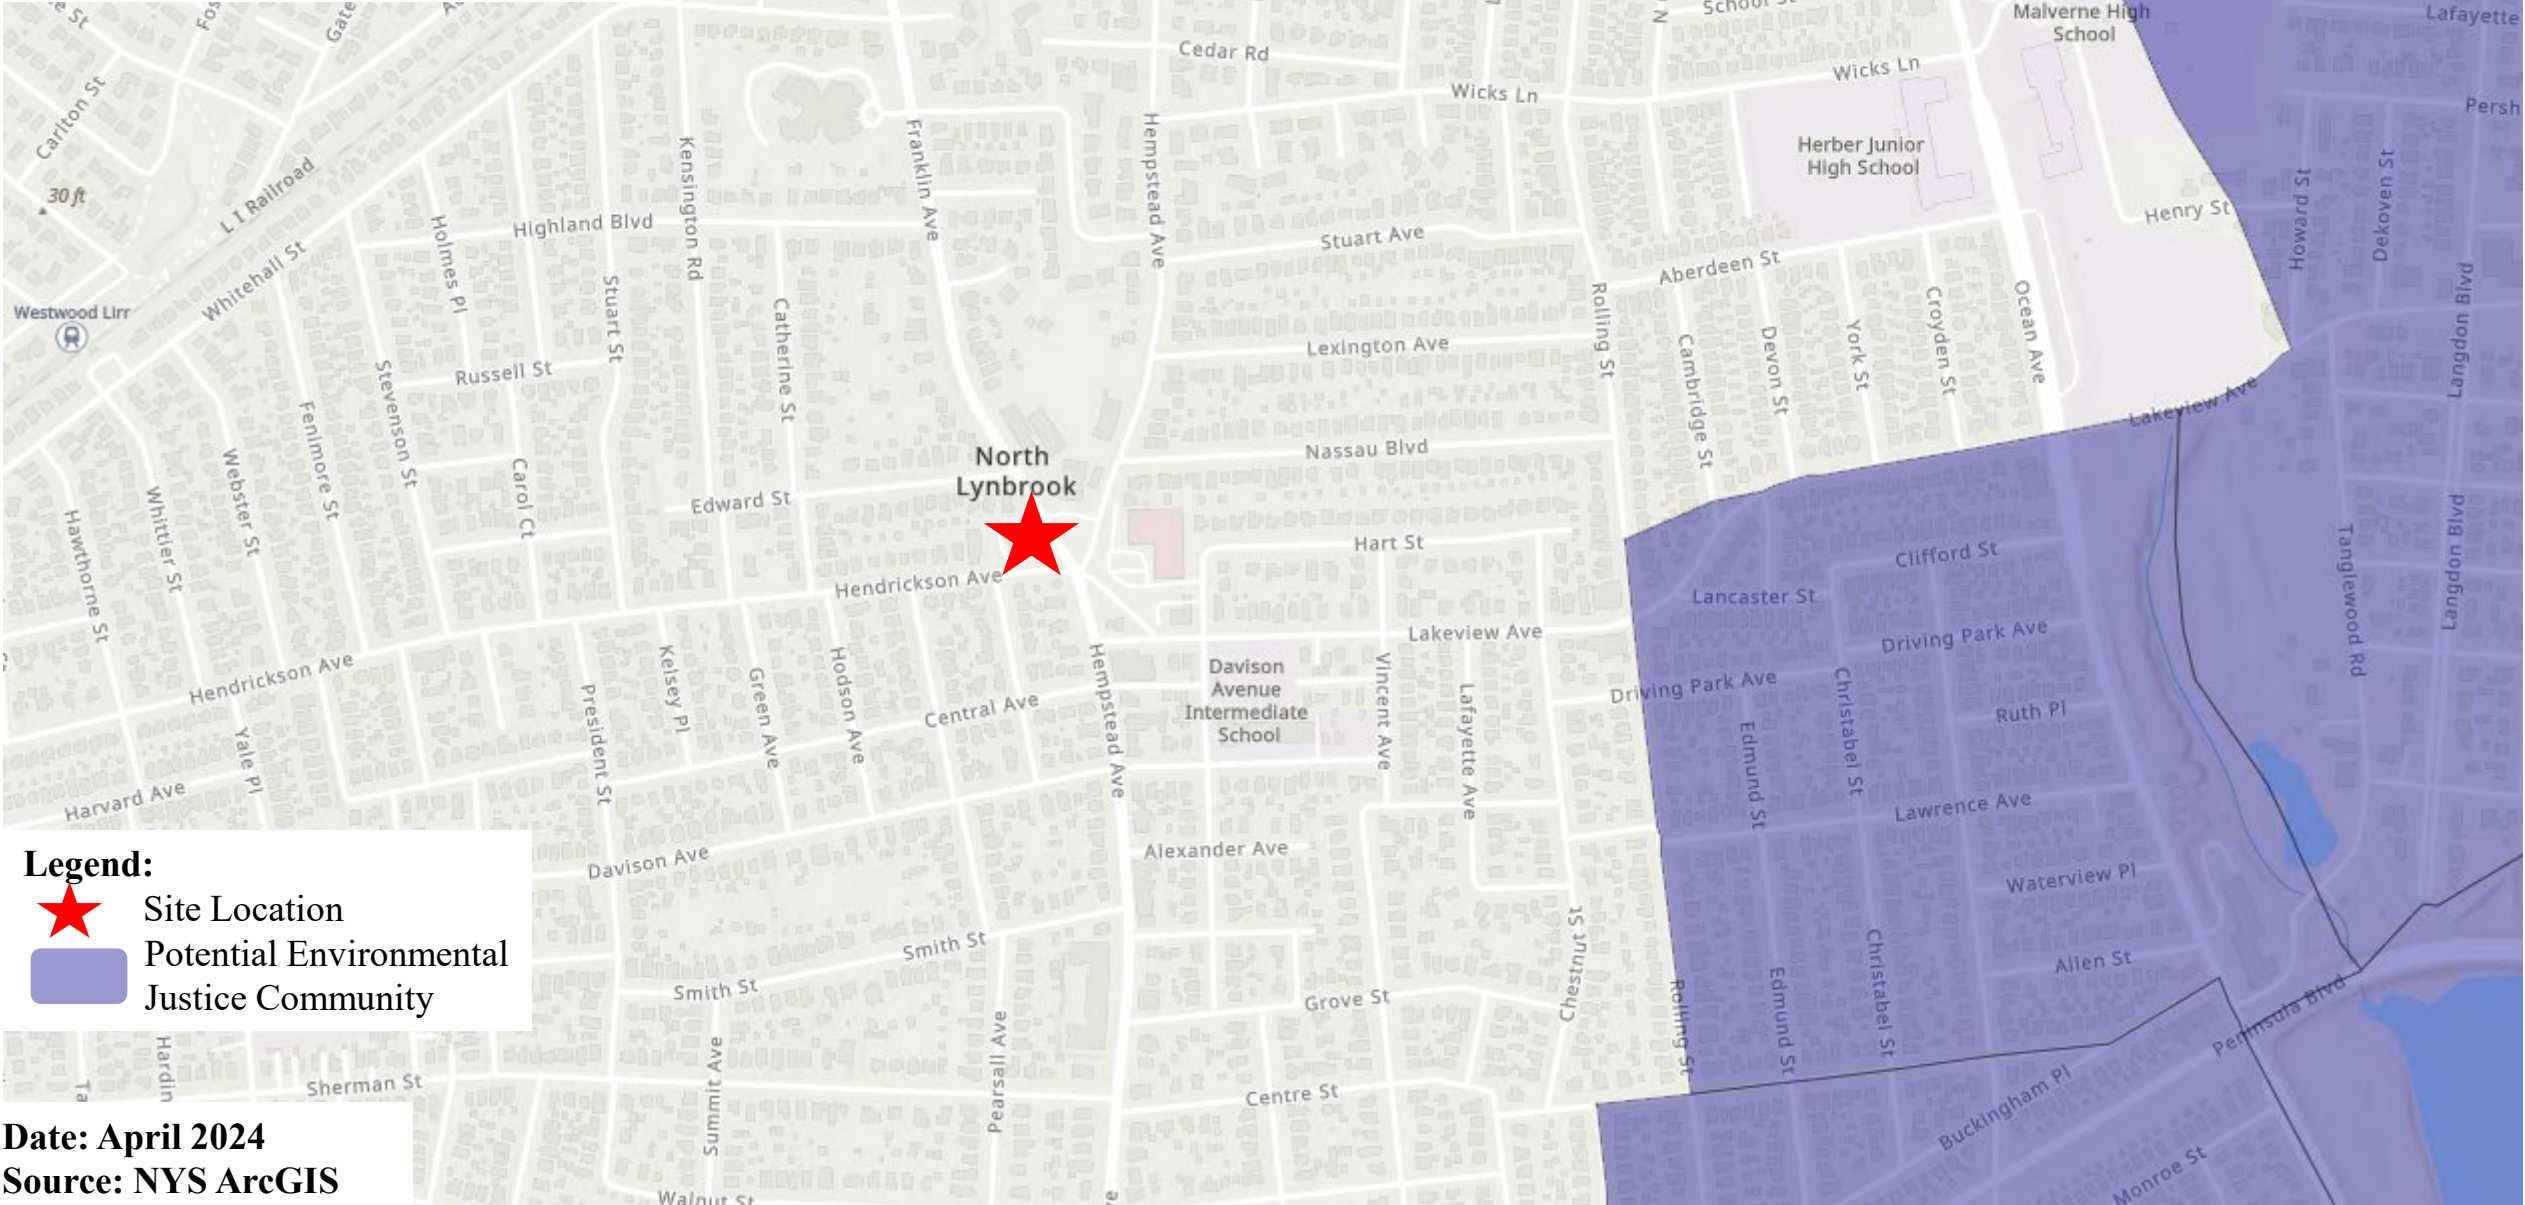 School St
Malverne High
School
Lafayette
Cedar Rd
Wicks Ln
Wicks Ln
Persh
Carlton St
Franklin Ave
Hempstead Ave
Kensington Rd
Herber Junior
High School
30 ft
L I Railroad
Highland Blvd
Holmes Pl
Stuart Ave
Henry St
Howard St
Dekoven St
Whitehall St
Aberdeen St
Westwood Lirr
Stuart St
Catherine St
Rolling St
Ocean Ave
Langdon Blvd
Lexington Ave
Cambridge St
Devon St
York St
Croyden St
Russell St
Stevenson St
Lakeview Ave
Fenimore St
North
Lynbrook
Nassau Blvd
Webster St
Whittier St
Carol Ct
Edward St
Hawthorne St
Hart St
Clifford St
Langdon Blvd
Tanglewood Rd
Hendrickson Ave
Lancaster St
Lakeview Ave
Driving Park Ave
Hendrickson Ave
Kelsey Pl
Green Ave
Hodson Ave
Hempstead Ave
Davison
Avenue
Intermediate
School
Vincent Ave
Lafayette Ave
Driving Park Ave
Christabel St
President St
Central Ave
Edmund St
Ruth Pl
Yale Pl
Harvard Ave
Lawrence Ave
Davison Ave
Alexander Ave
Waterview Pl
Legend:
Site Location
Potential Environmental
Justice Community
Smith St
Smith St
Chestnut St
Christabel St
Allen St
Grove St
Rolling St
Edmund St
Peninsula Blvd
Hardin
Ta
Sherman St
Summit Ave
Pearsall Ave
Centre St
Buckingham Pl
Monroe St
Walnut St
Date: April 2024
Source: NYS ArcGIS